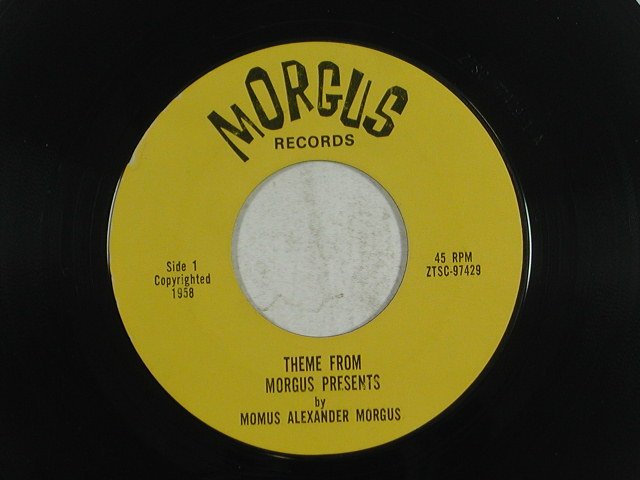 MORGUS
RECORDS
Side 1
Copyrighted
1958
45 RPM
ZTSC-97429
THEME FROM
MORGUS PRESENTS
by
MOMUS ALEXANDER MORGUS